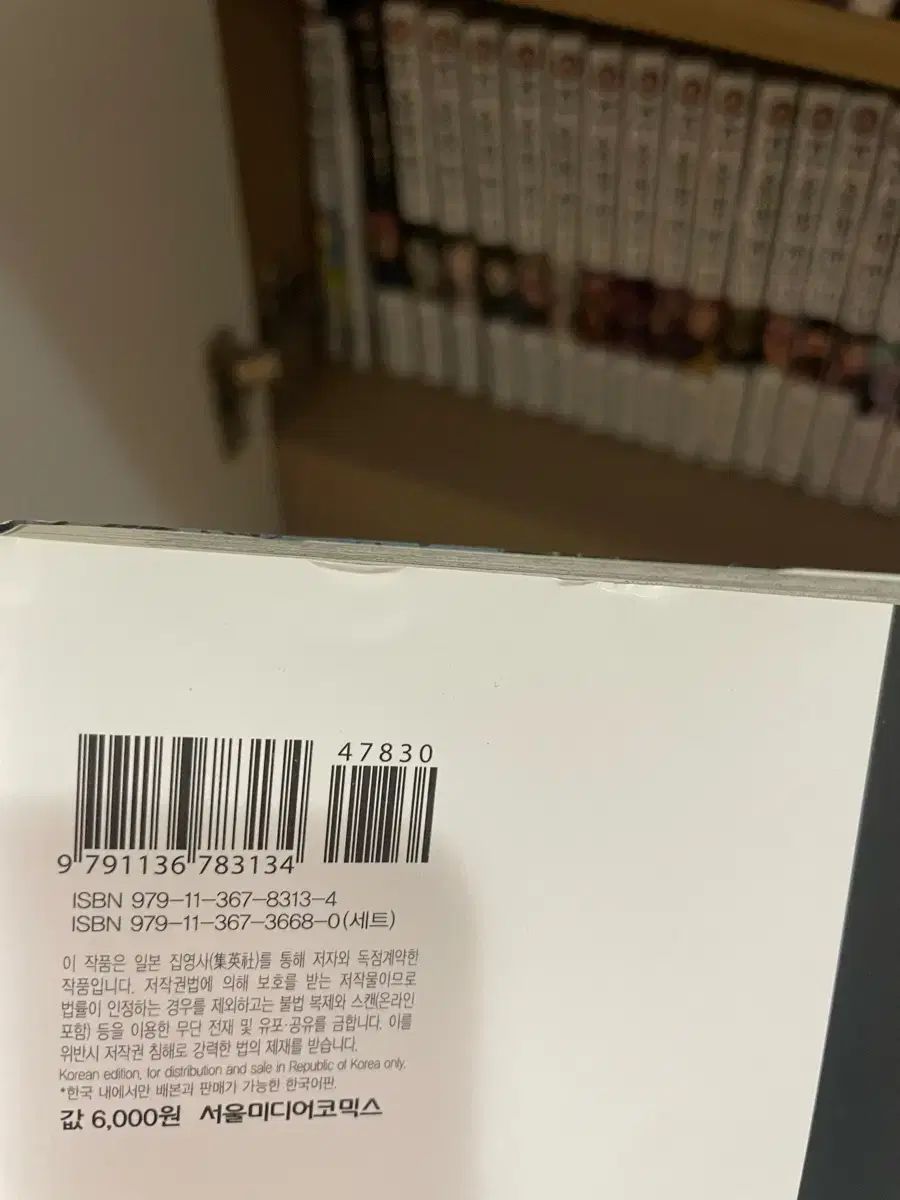 47830
9 791136 783134
ISBN 979-11-367-8313-4
ISBN 979-11-367-3668-0(세트)
이 작품은 일본 집영사(集英社)를 통해 저자와 독점계약한
작품입니다. 저작권법에 의해 보호를 받는 저작물이므로
법률이 인정하는 경우를 제외하고는 불법 복제와 스캔(온라인
포함) 등을 이용한 무단 전재 및 유포·공유를 금합니다. 이를
위반시 저작권 침해로 강력한 법의 제재를 받습니다.
Korean edition, for distribution and sale in Republic of Korea only.
*한국 내에서만 배본과 판매가 가능한 한국어판.
값 6,000원 서울미디어코믹스